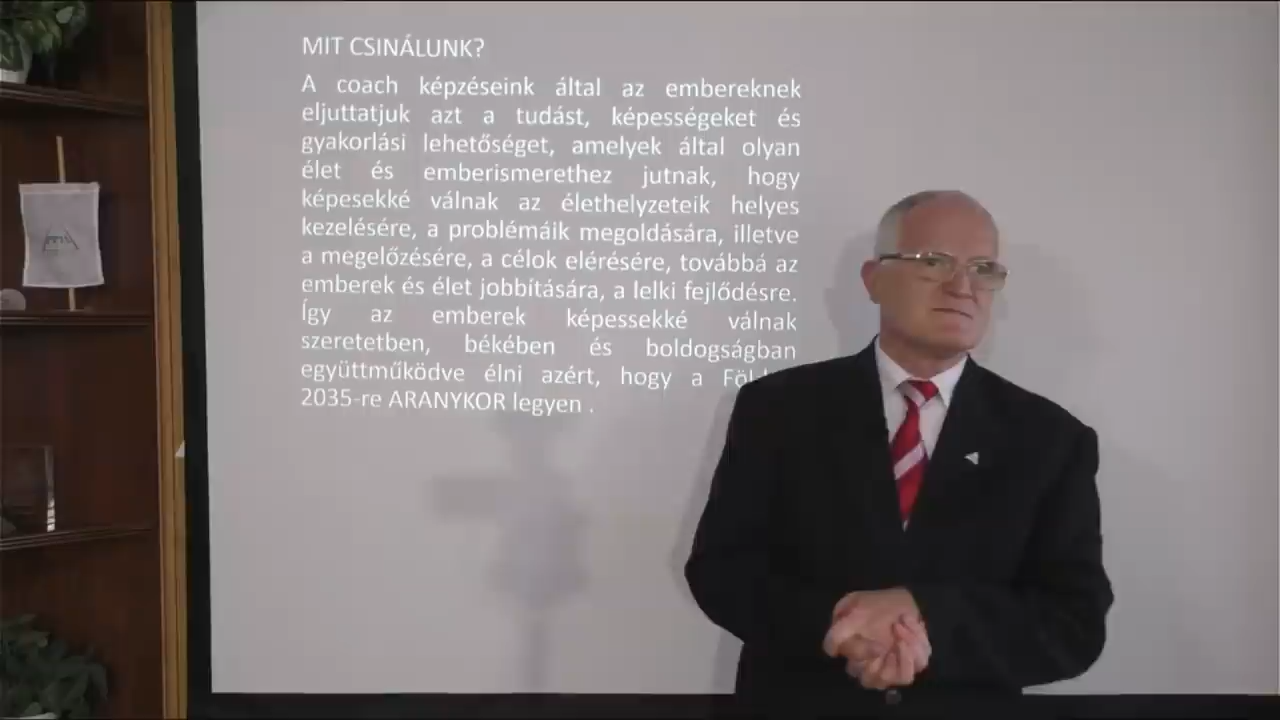 MIT CSINÁLUNK?
A coach képzéseink által az embereknek
eljuttatjuk azt a tudást, képességeket és
gyakorlási lehetőséget, amelyek által olyan
élet és emberismerethez jutnak, hogy
képesekké válnak az élethelyzeteik helyes
kezelésére, a problémáik megoldására, illetve
a megelőzésére, a célok elérésére, továbbá az
emberek és élet jobbítására, a lelki fejlődésre.
Így az emberek képessekké válnak
szeretetben, békében és boldogságban
együttműködve élni azért, hogy a
2035-re ARANYKOR legyen .